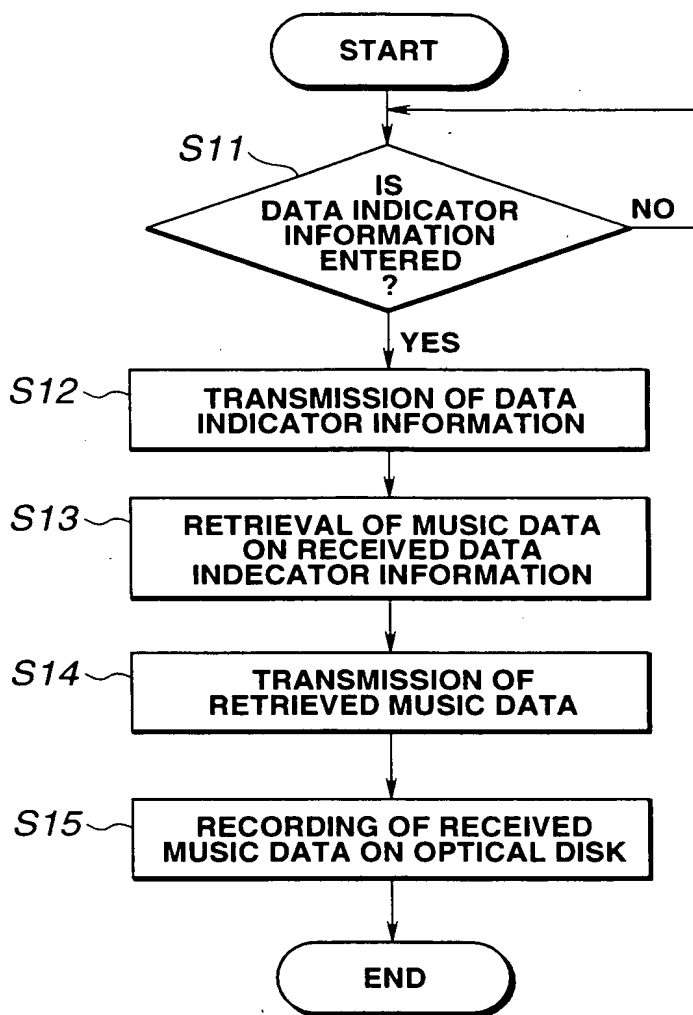 START
S11
IS
DATA INDICATOR
INFORMATION
ENTERED
?
NO
YES
S12
TRANSMISSION OF DATA
INDICATOR INFORMATION
S13
RETRIEVAL OF MUSIC DATA
ON RECEIVED DATA
INDECATOR INFORMATION
S14
TRANSMISSION OF
RETRIEVED MUSIC DATA
S15
RECORDING OF RECEIVED
MUSIC DATA ON OPTICAL DISK
END